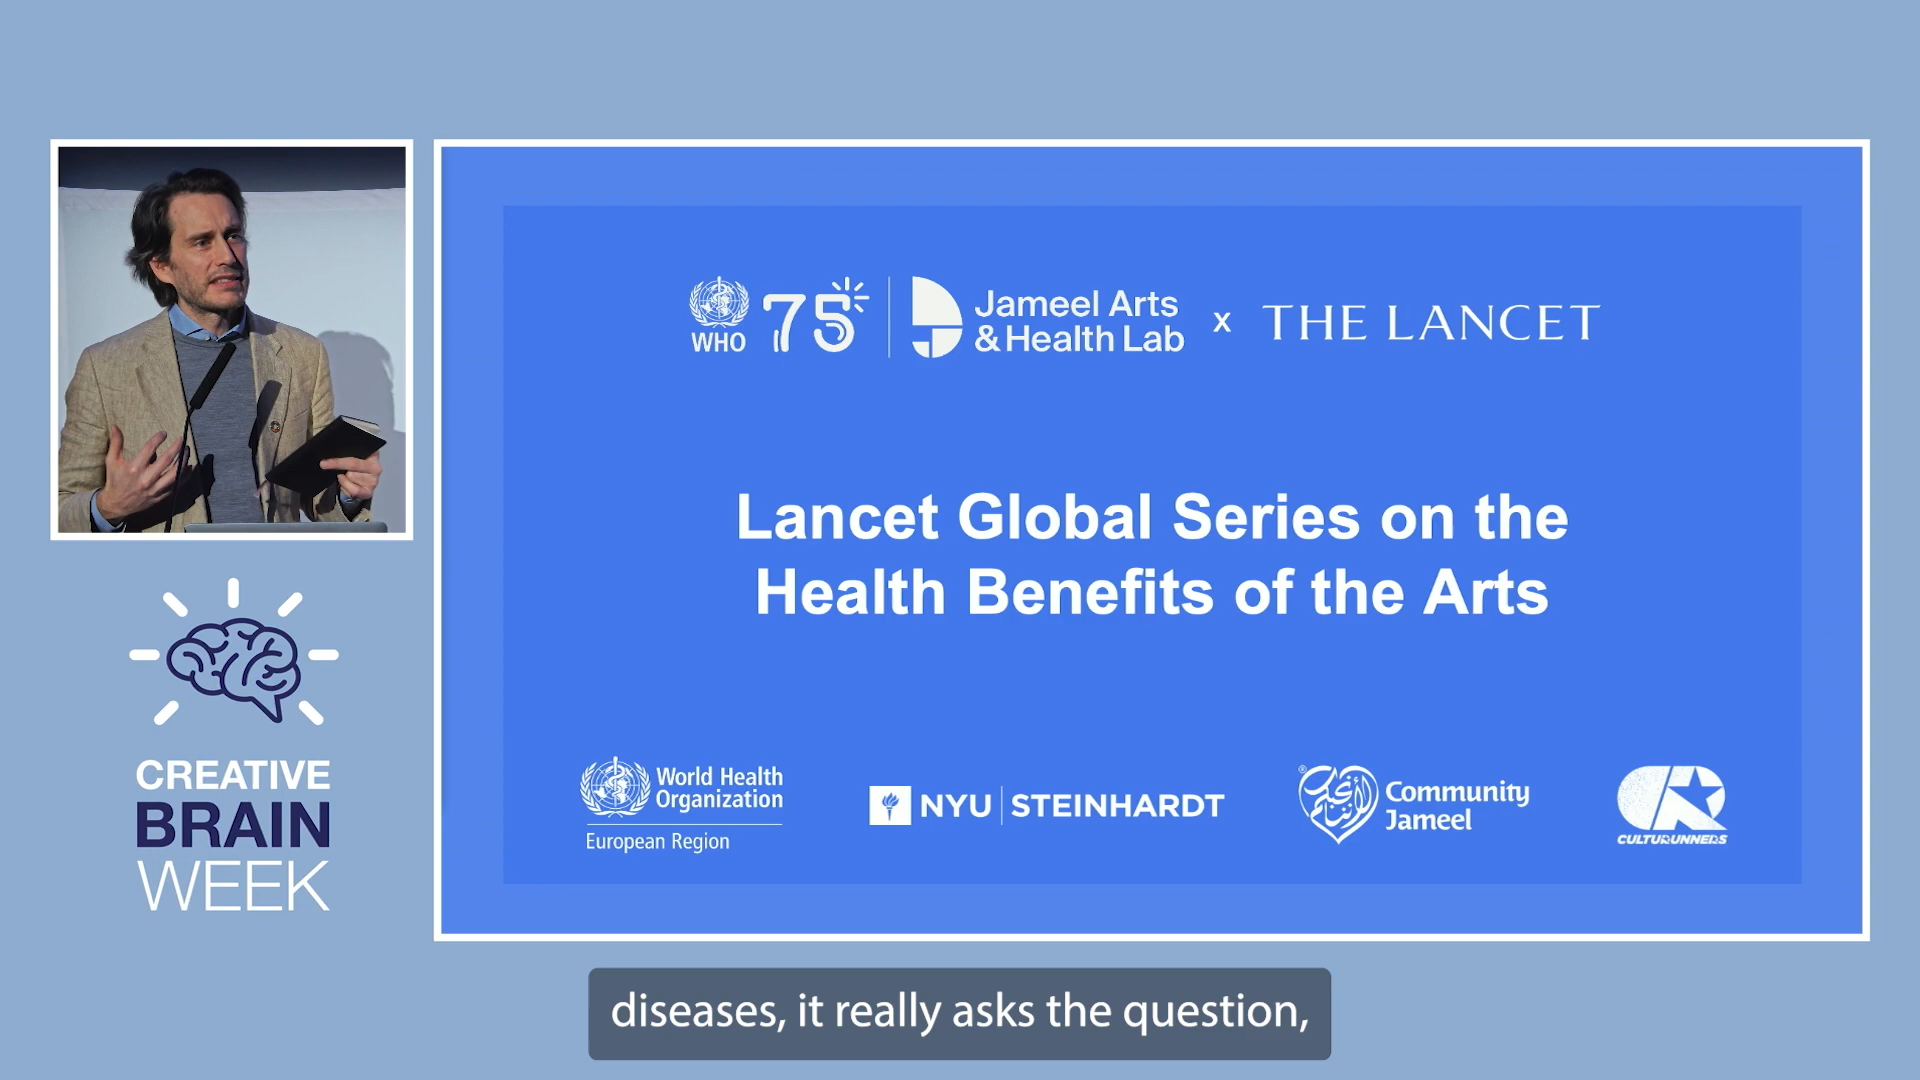 WHO 75 Jameel Arts & Health Lab x THE LANCET
Lancet Global Series on the
Health Benefits of the Arts
World Health
Organization
European Region
NYU STEINHARDT
Community
Jameel
CULTURUNNERS
CREATIVE
BRAIN
WEEK
diseases, it really asks the question,